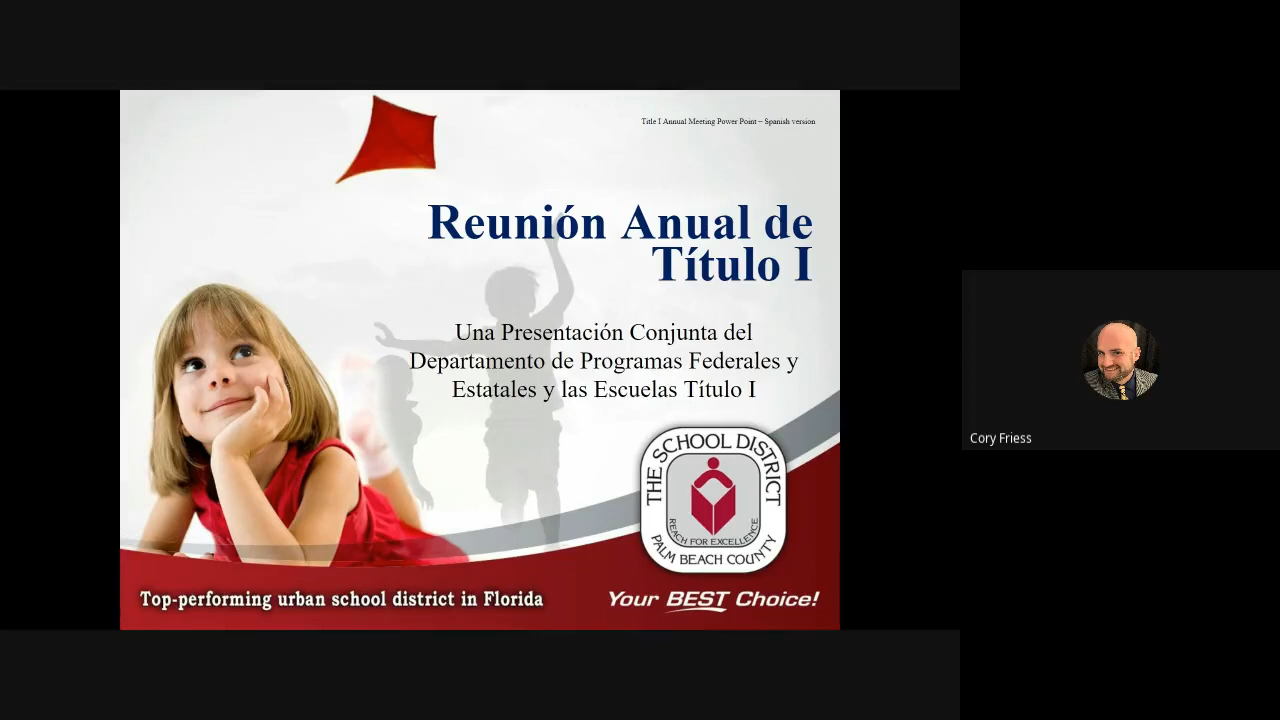 Title I Annual Meeting Power Point – Spanish version
Reunión Anual de
Título I
Una Presentación Conjunta del
Departamento de Programas Federales y
Estatales y las Escuelas Título I
THE SCHOOL DISTRICT
REACH FOR EXCELLENCE
PALM BEACH COUNTY
Top-performing urban school district in Florida
Your BEST Choice!
Cory Friess